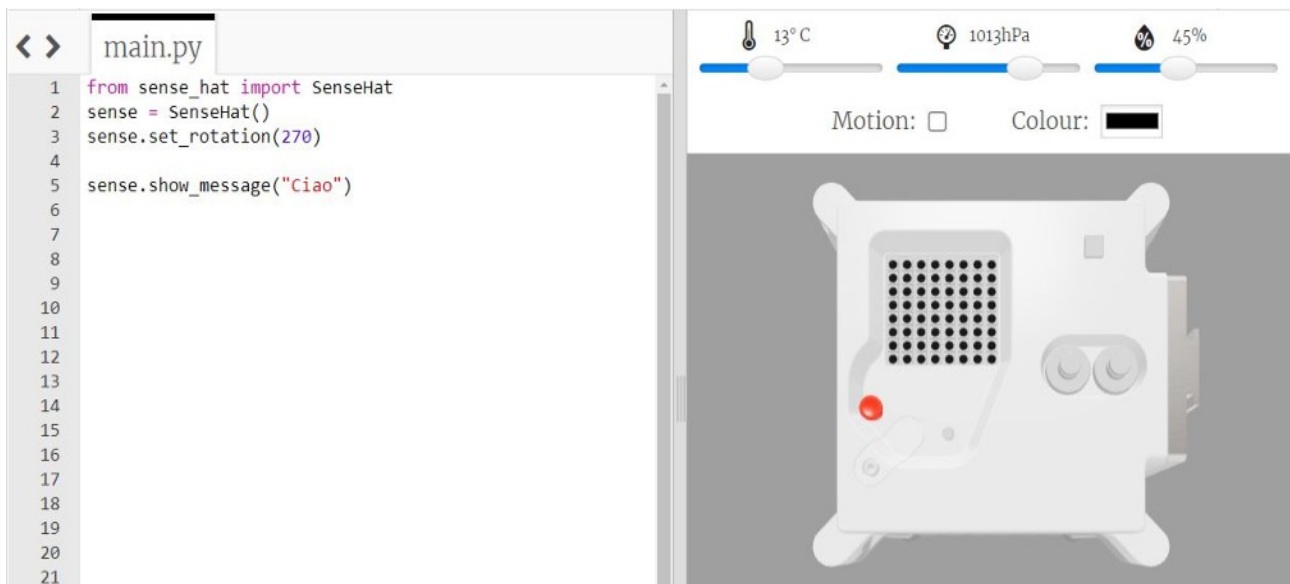 main.py
1 from sense_hat import SenseHat
2 sense = SenseHat()
3 sense.set_rotation(270)
4
5 sense.show_message("Ciao")
6
7
8
9
10
11
12
13
14
15
16
17
18
19
20
21
13°C 1013hPa % 45%
Motion: Colour: